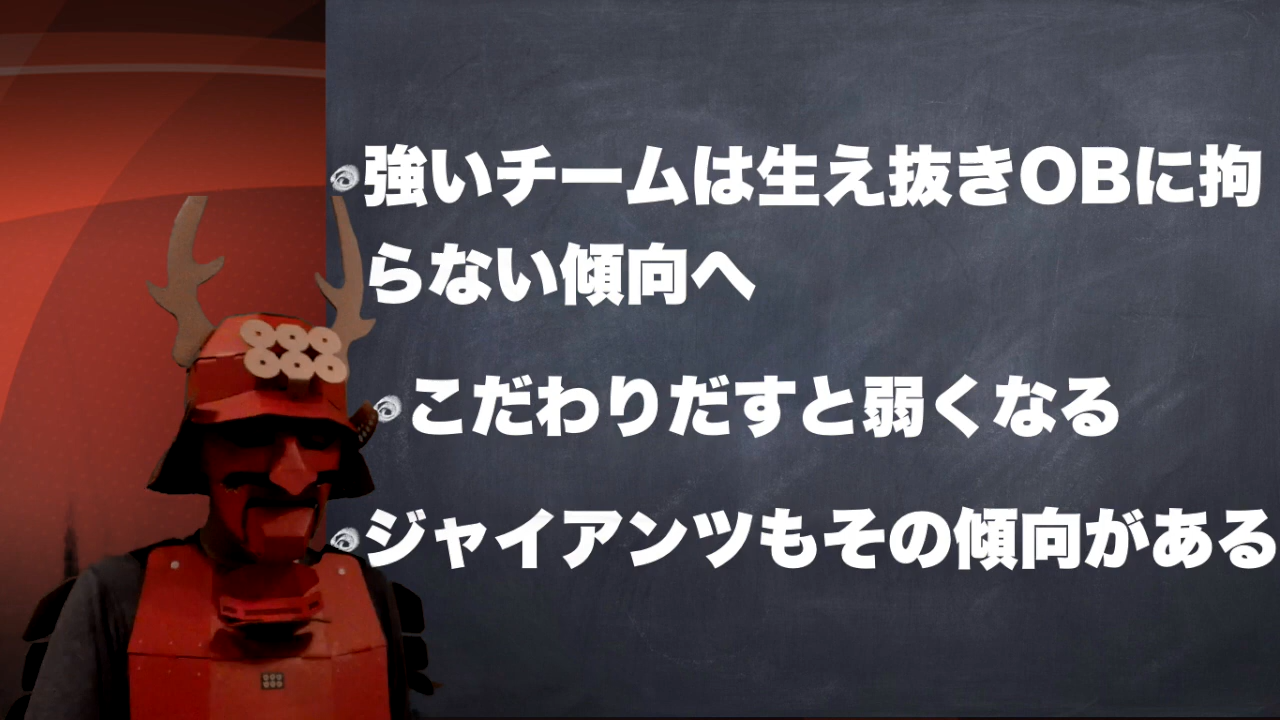 強いチームは生え抜きOBに拘
らない傾向へ
こだわりだすと弱くなる
ジャイアンツもその傾向がある